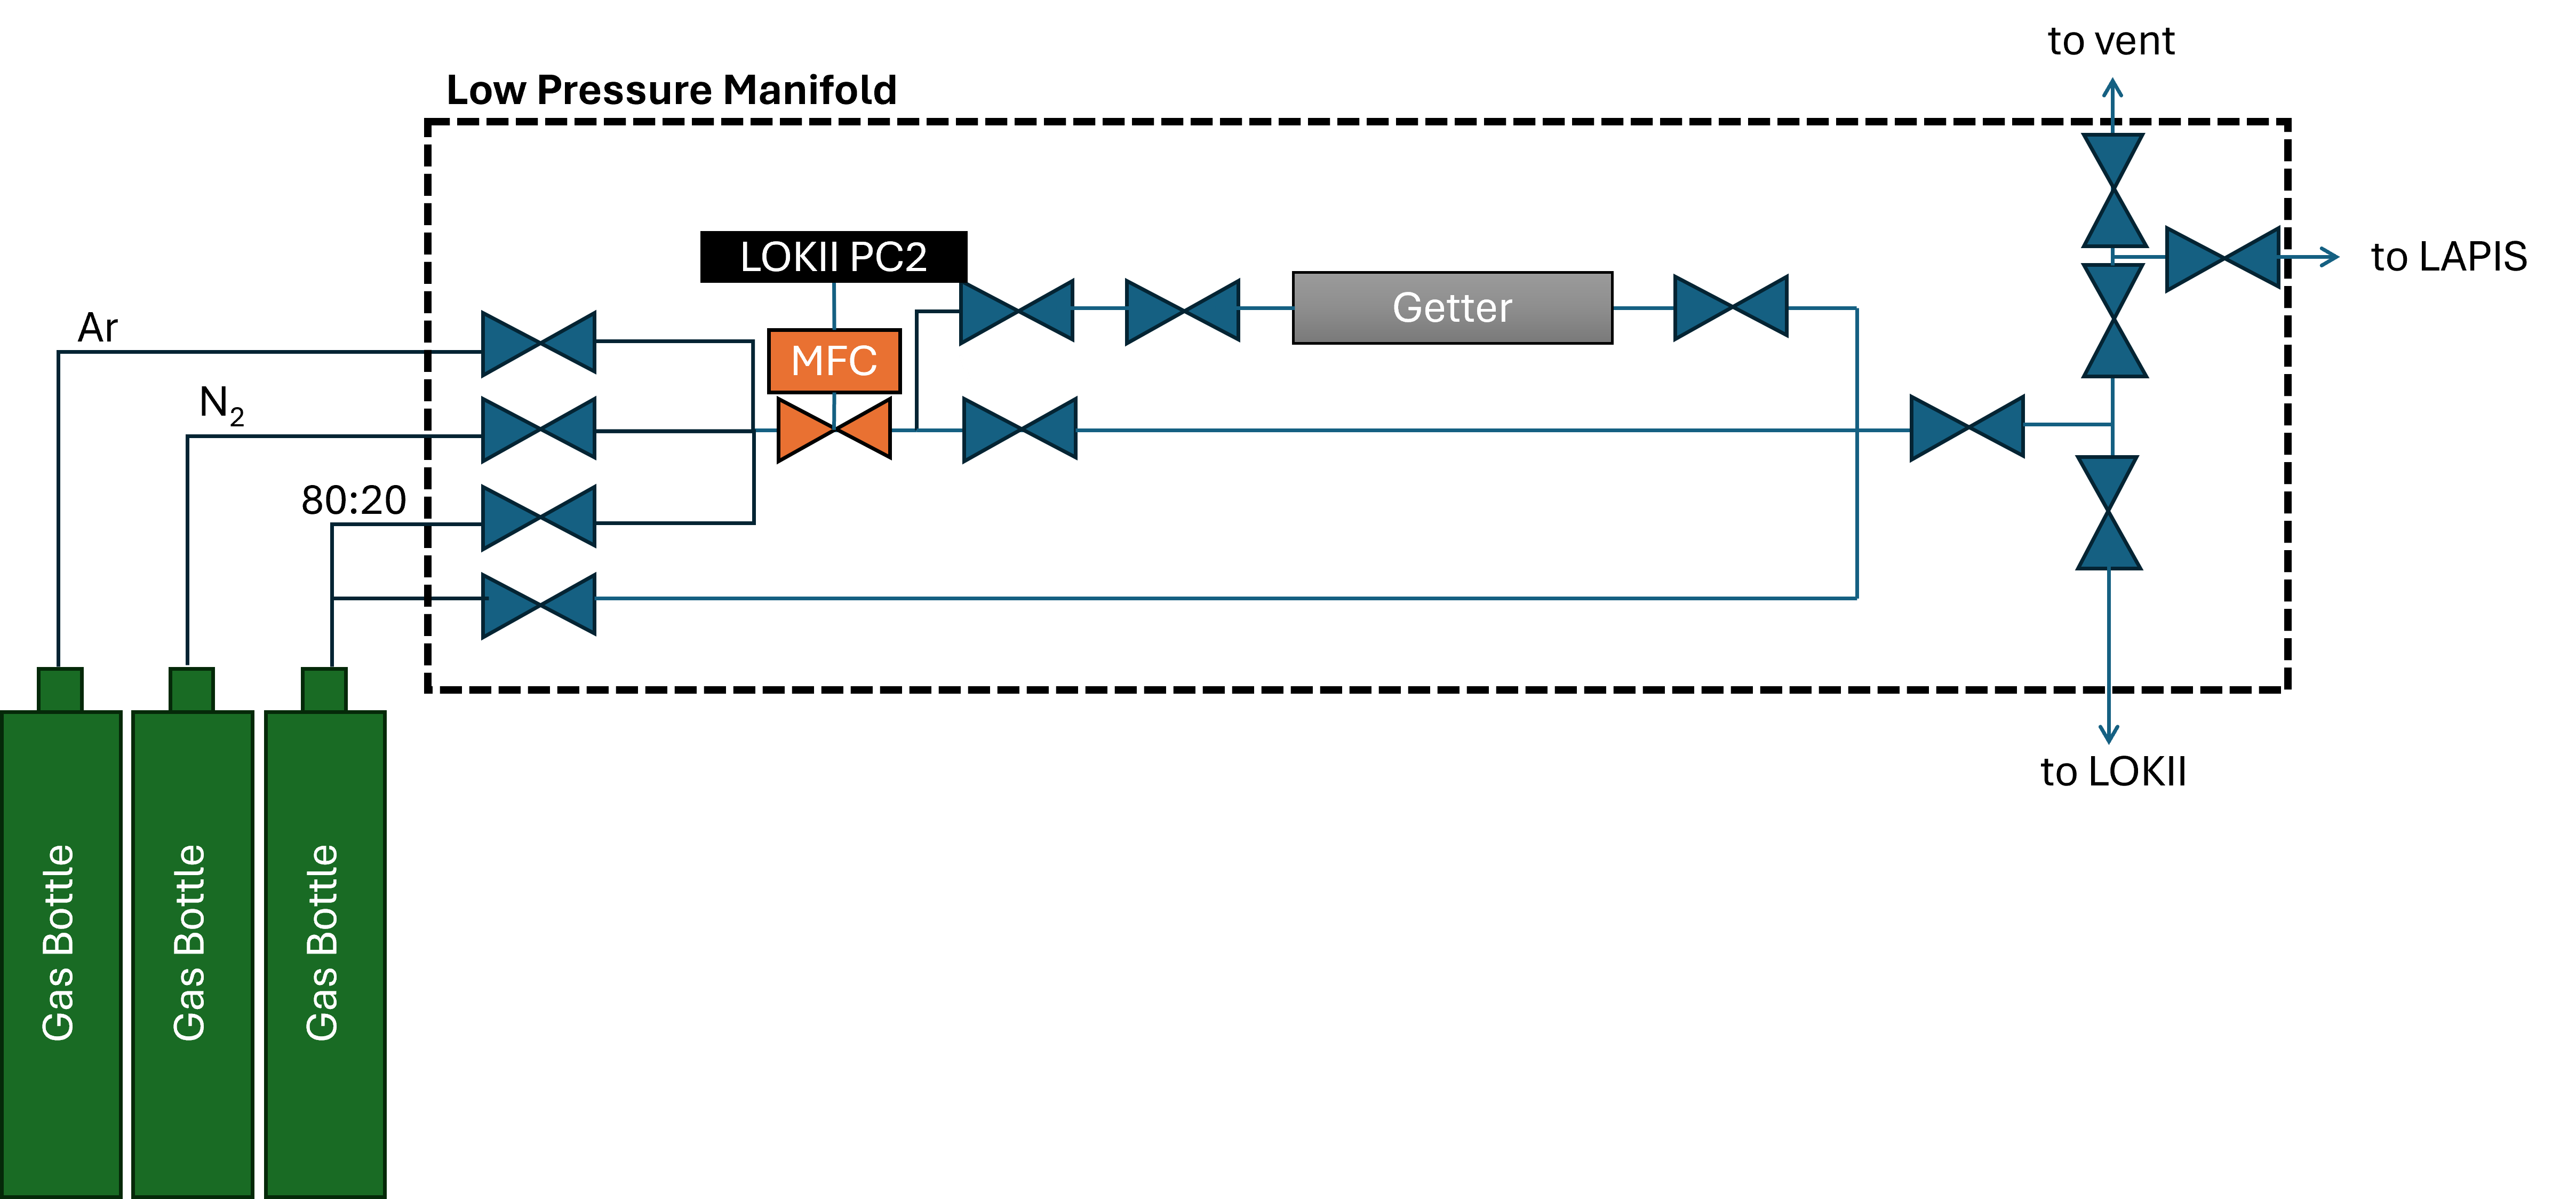 to vent
Low Pressure Manifold
LOKII PC2
to LAPIS
Getter
Ar
MFC
N₂
80:20
to LOKII
Gas Bottle
Gas Bottle
Gas Bottle